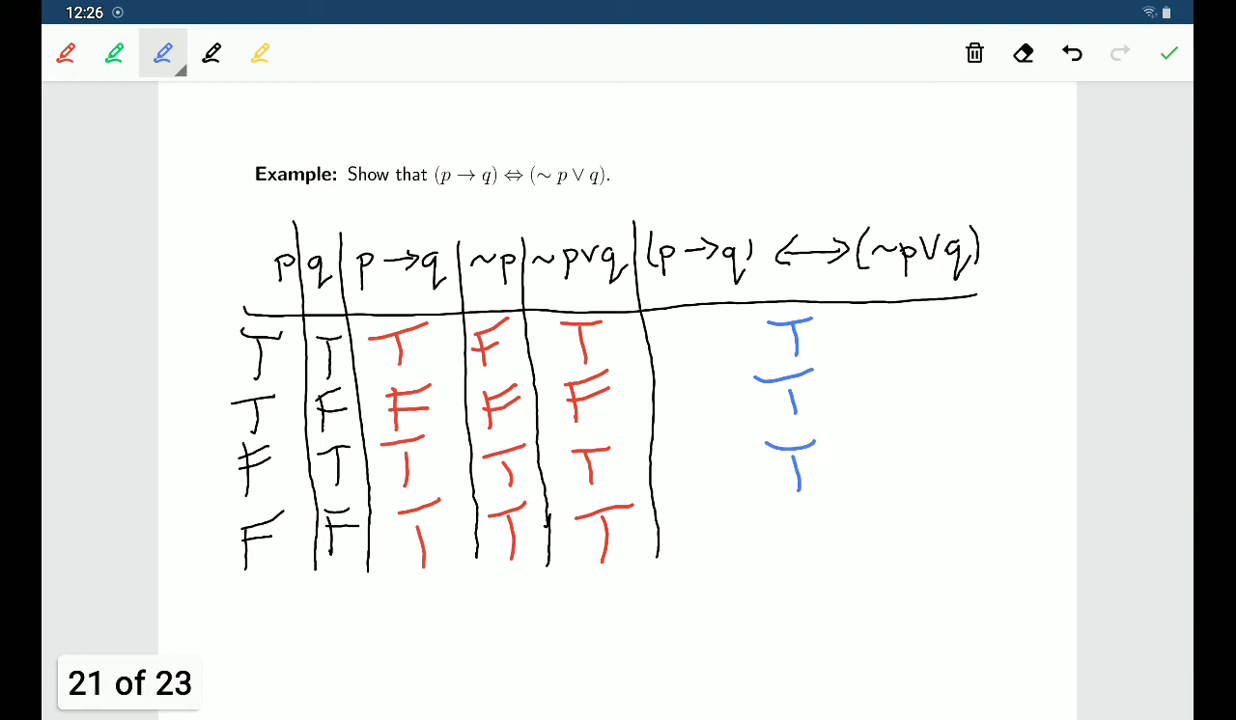 12:26
Example: Show that (p → q) ⇔ (∼ p ∨ q).
p q p → q ~p ~p∨q (p → q) ⟷ (~p∨q)
T T T F T T
T F F F F T
F T T T T T
F F T T T
21 of 23